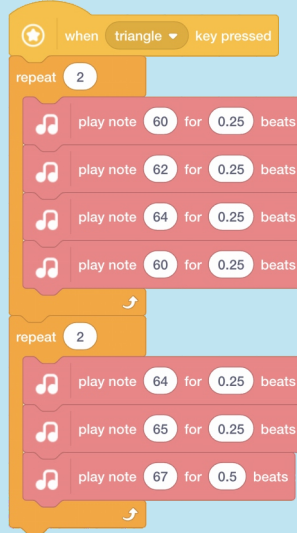 when triangle key pressed
repeat 2
play note 60 for 0.25 beats
play note 62 for 0.25 beats
play note 64 for 0.25 beats
play note 60 for 0.25 beats
repeat 2
play note 64 for 0.25 beats
play note 65 for 0.25 beats
play note 67 for 0.5 beats